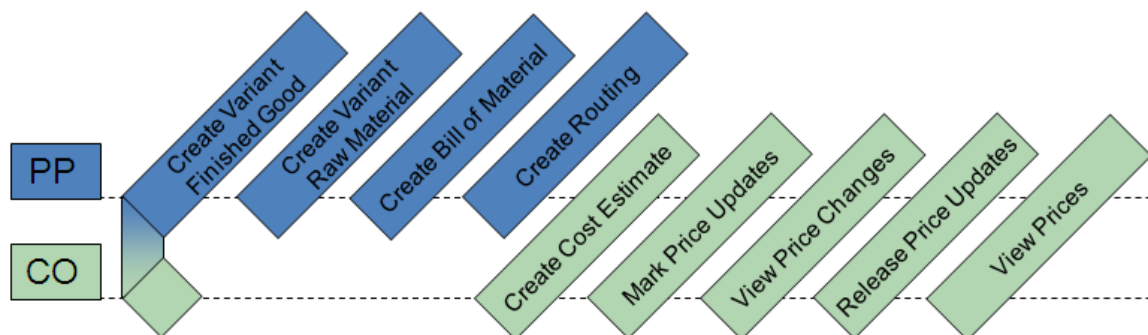 PP
Create Variant
Finished Good
Create Variant
Raw Material
Create Bill of Material
Create Routing
CO
Create Cost Estimate
Mark Price Updates
View Price Changes
Release Price Updates
View Prices